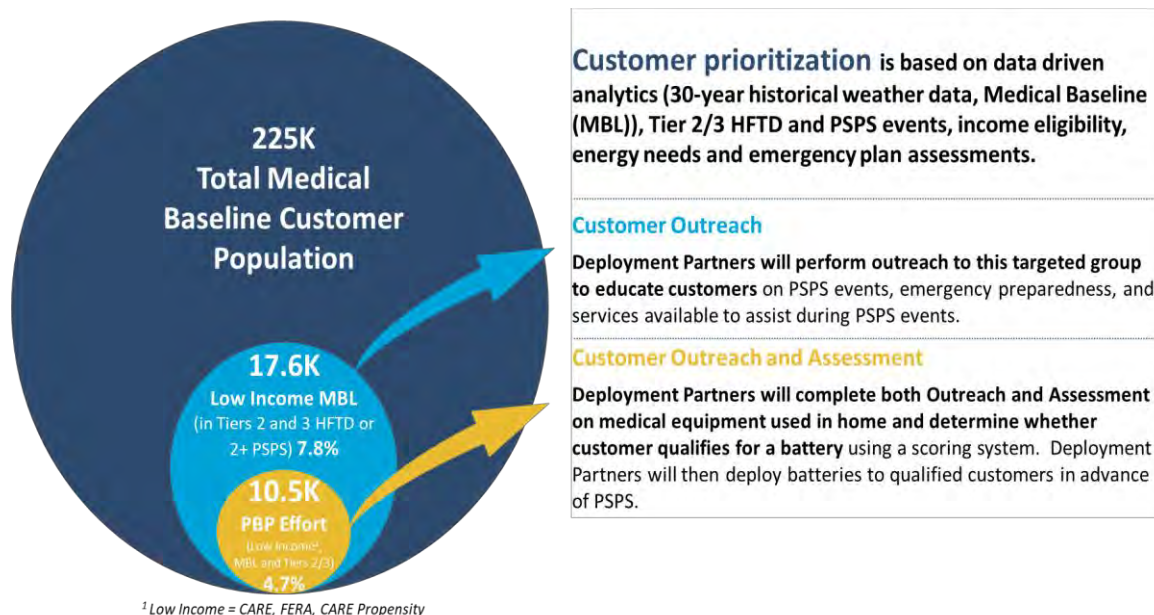 225K
Total Medical
Baseline Customer
Population
17.6K
Low Income MBL
(in Tiers 2 and 3 HFTD or
2+ PSPS) 7.8%
10.5K
PBP Effort
(Low Income¹,
MBL and Tiers 2/3)
4.7%
¹ Low Income = CARE, FERA, CARE Propensity
Customer prioritization is based on data driven
analytics (30-year historical weather data, Medical Baseline
(MBL)), Tier 2/3 HFTD and PSPS events, income eligibility,
energy needs and emergency plan assessments.
Customer Outreach
Deployment Partners will perform outreach to this targeted group
to educate customers on PSPS events, emergency preparedness, and
services available to assist during PSPS events.
Customer Outreach and Assessment
Deployment Partners will complete both Outreach and Assessment
on medical equipment used in home and determine whether
customer qualifies for a battery using a scoring system. Deployment
Partners will then deploy batteries to qualified customers in advance
of PSPS.